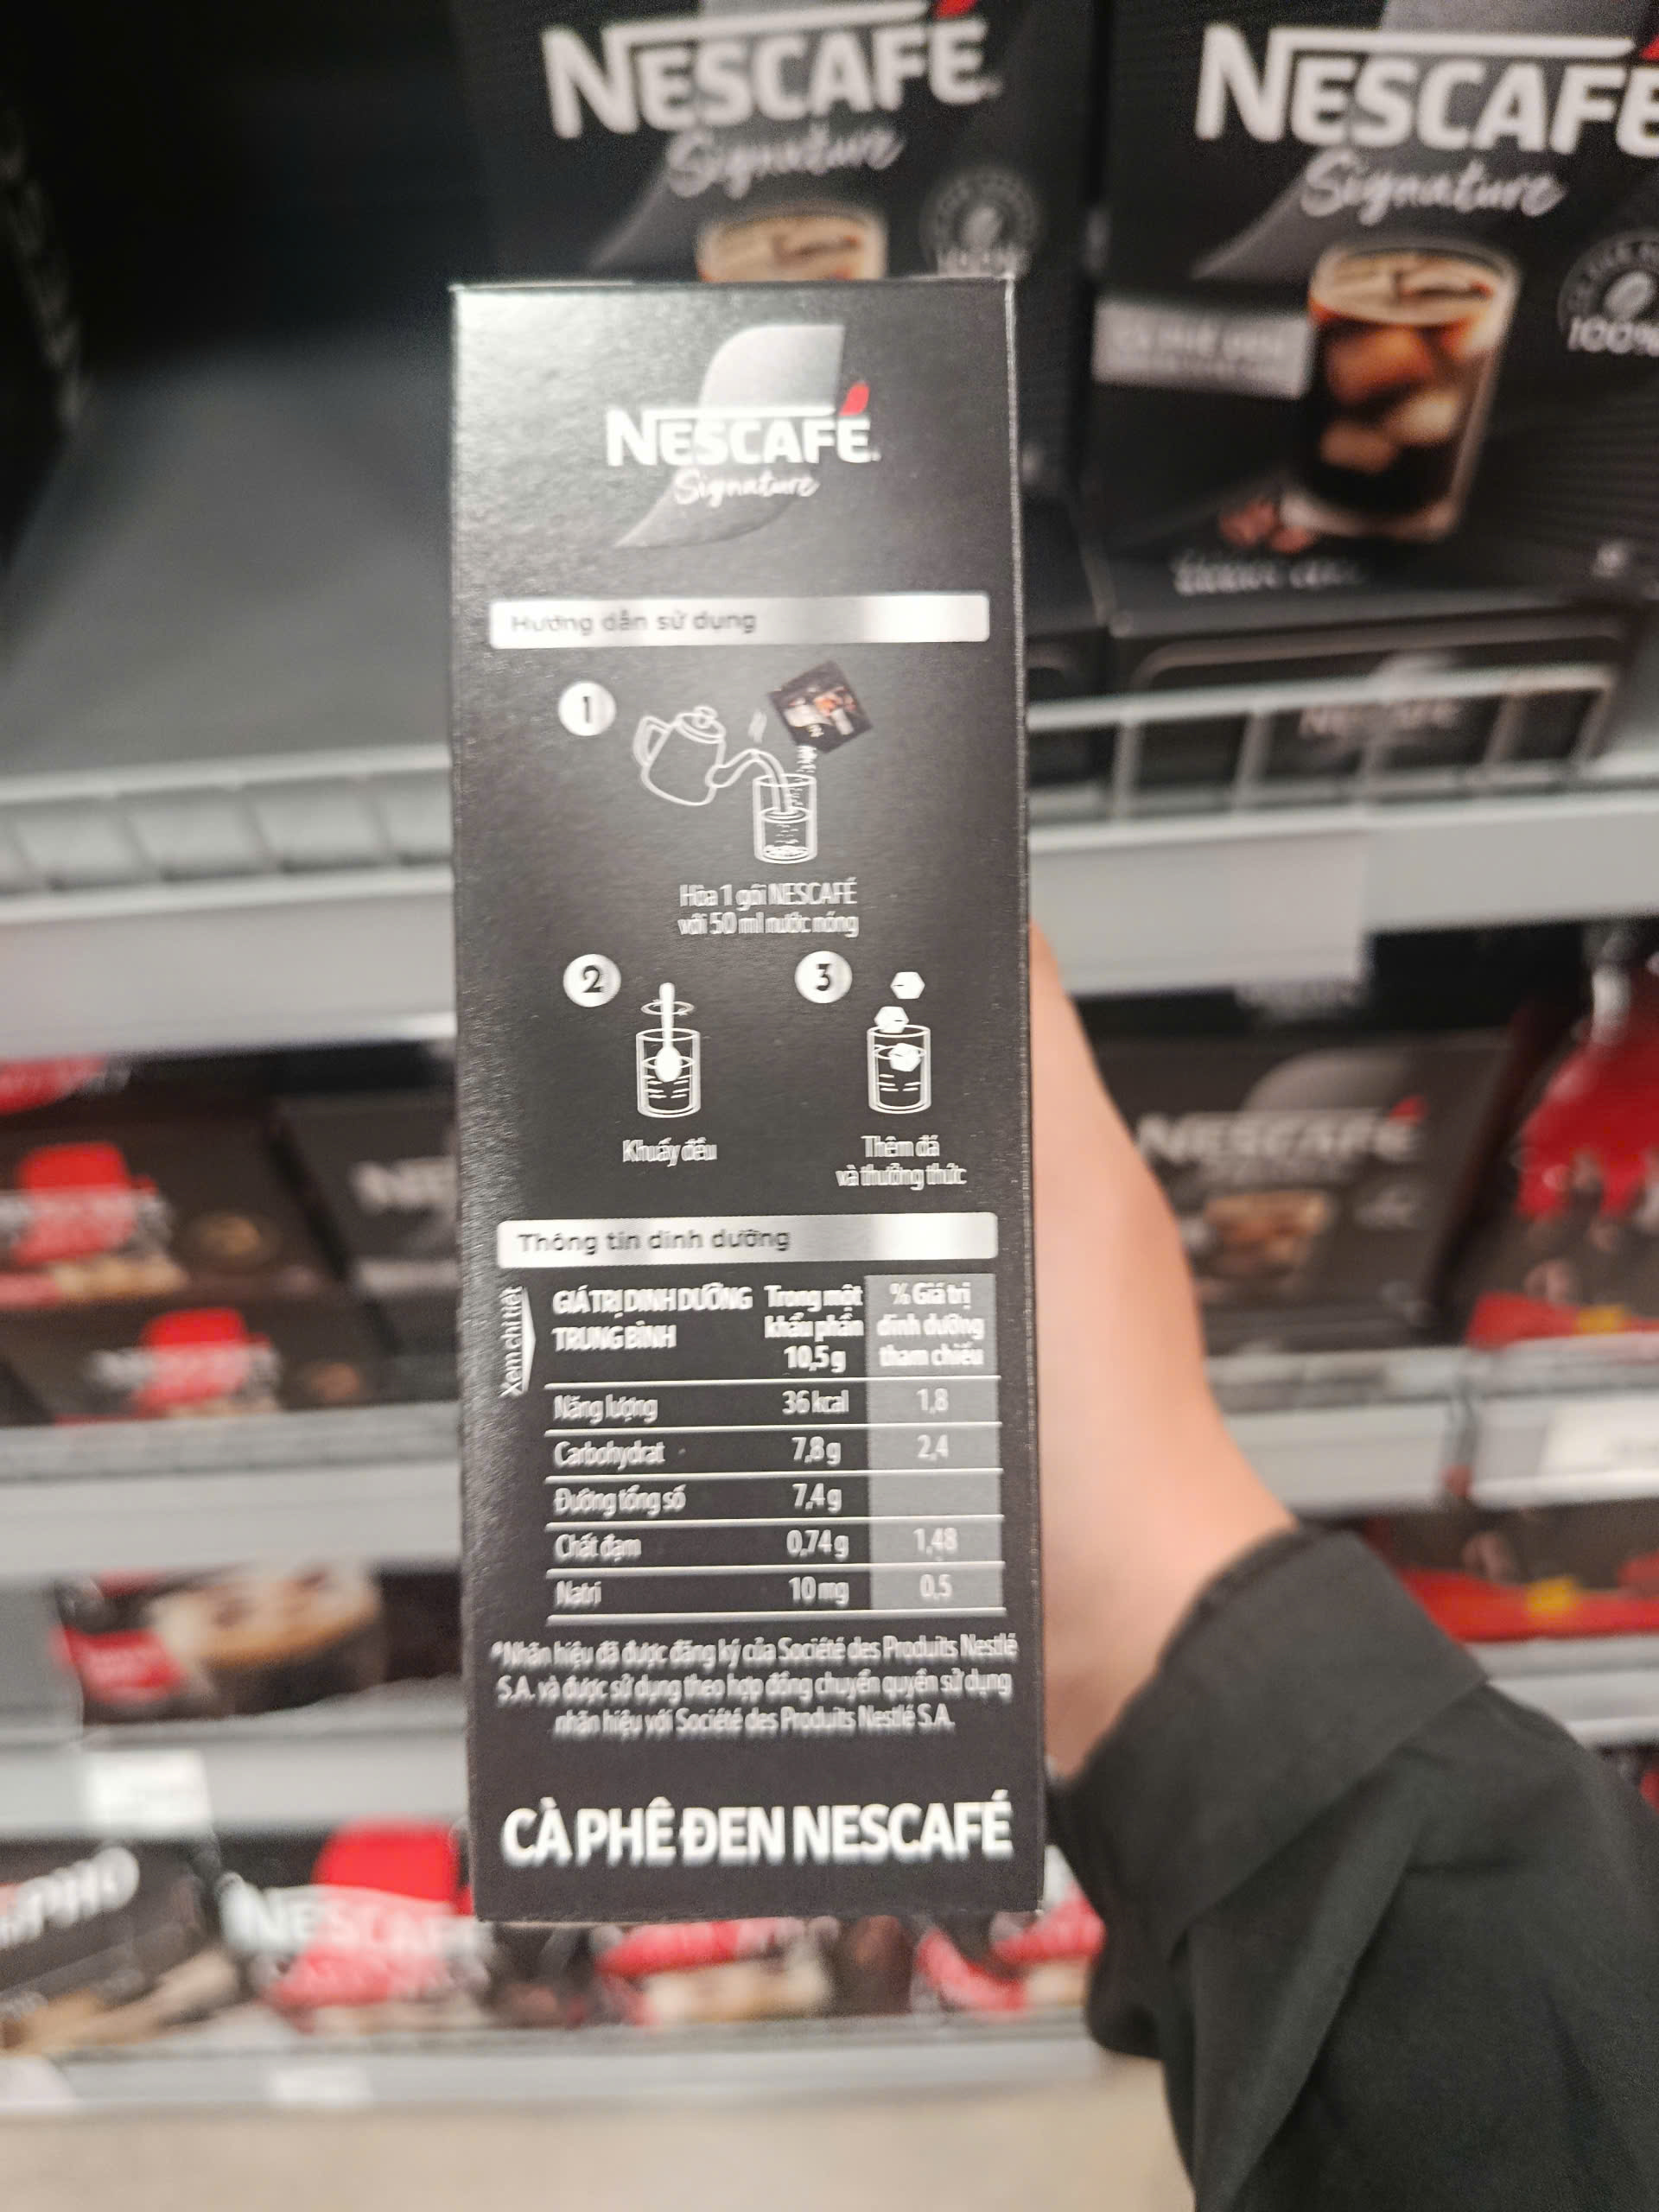 NESCAFÉ
Signature
NESCAFÉ
Signature
100%
NESCAFÉ
Signature
Hướng dẫn sử dụng
1
Hòa 1 gói NESCAFÉ
với 50 ml nước nóng
2
3
Khuấy đều
Thêm đá
và thưởng thức
Thông tin dinh dưỡng
Xem chi tiết
GIÁ TRỊ DINH DƯỠNG TRUNG BÌNH
Trong một khẩu phần 10,5 g
% Giá trị dinh dưỡng tham chiếu
Năng lượng 36 kcal 1,8
Carbohydrat 7,8 g 2,4
Đường tổng số 7,4 g
Chất đạm 0,74 g 1,48
Natri 10 mg 0,5
®Nhãn hiệu đã được đăng ký của Société des Produits Nestlé
S.A. và được sử dụng theo hợp đồng chuyển quyền sử dụng
nhãn hiệu với Société des Produits Nestlé S.A.
CÀ PHÊ ĐEN NESCAFÉ
NESCAFÉ
NESCAFÉ